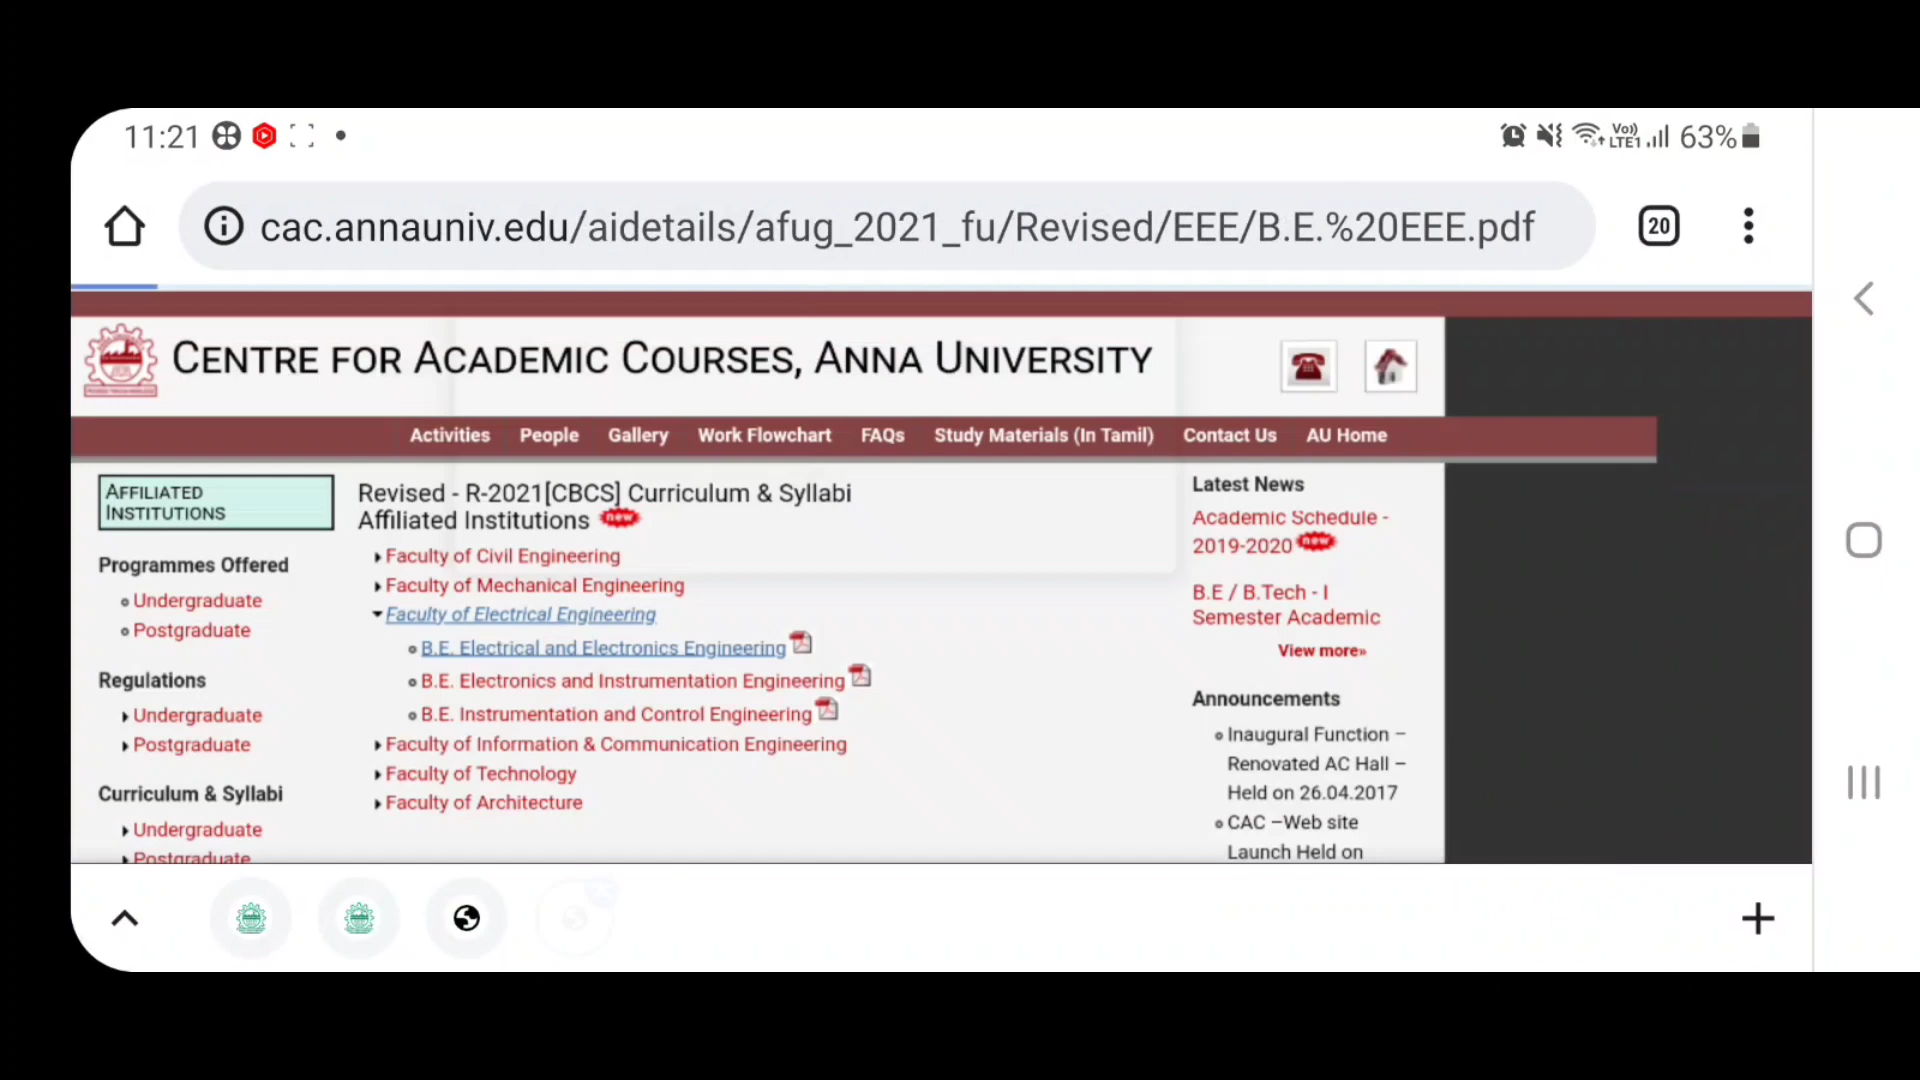 11:21
Vo))
LTE1
63%
cac.annauniv.edu/aidetails/afug_2021_fu/Revised/EEE/B.E.%20EEE.pdf
20
CENTRE FOR ACADEMIC COURSES, ANNA UNIVERSITY
Activities People Gallery Work Flowchart FAQs Study Materials (In Tamil) Contact Us AU Home
AFFILIATED
INSTITUTIONS
Programmes Offered
Undergraduate
Postgraduate
Regulations
Undergraduate
Postgraduate
Curriculum & Syllabi
Undergraduate
Postgraduate
Revised - R-2021[CBCS] Curriculum & Syllabi
Affiliated Institutions new
Faculty of Civil Engineering
Faculty of Mechanical Engineering
Faculty of Electrical Engineering
B.E. Electrical and Electronics Engineering
B.E. Electronics and Instrumentation Engineering
B.E. Instrumentation and Control Engineering
Faculty of Information & Communication Engineering
Faculty of Technology
Faculty of Architecture
Latest News
Academic Schedule -
2019-2020 new
B.E / B.Tech - I
Semester Academic
View more»
Announcements
Inaugural Function –
Renovated AC Hall –
Held on 26.04.2017
CAC –Web site
Launch Held on